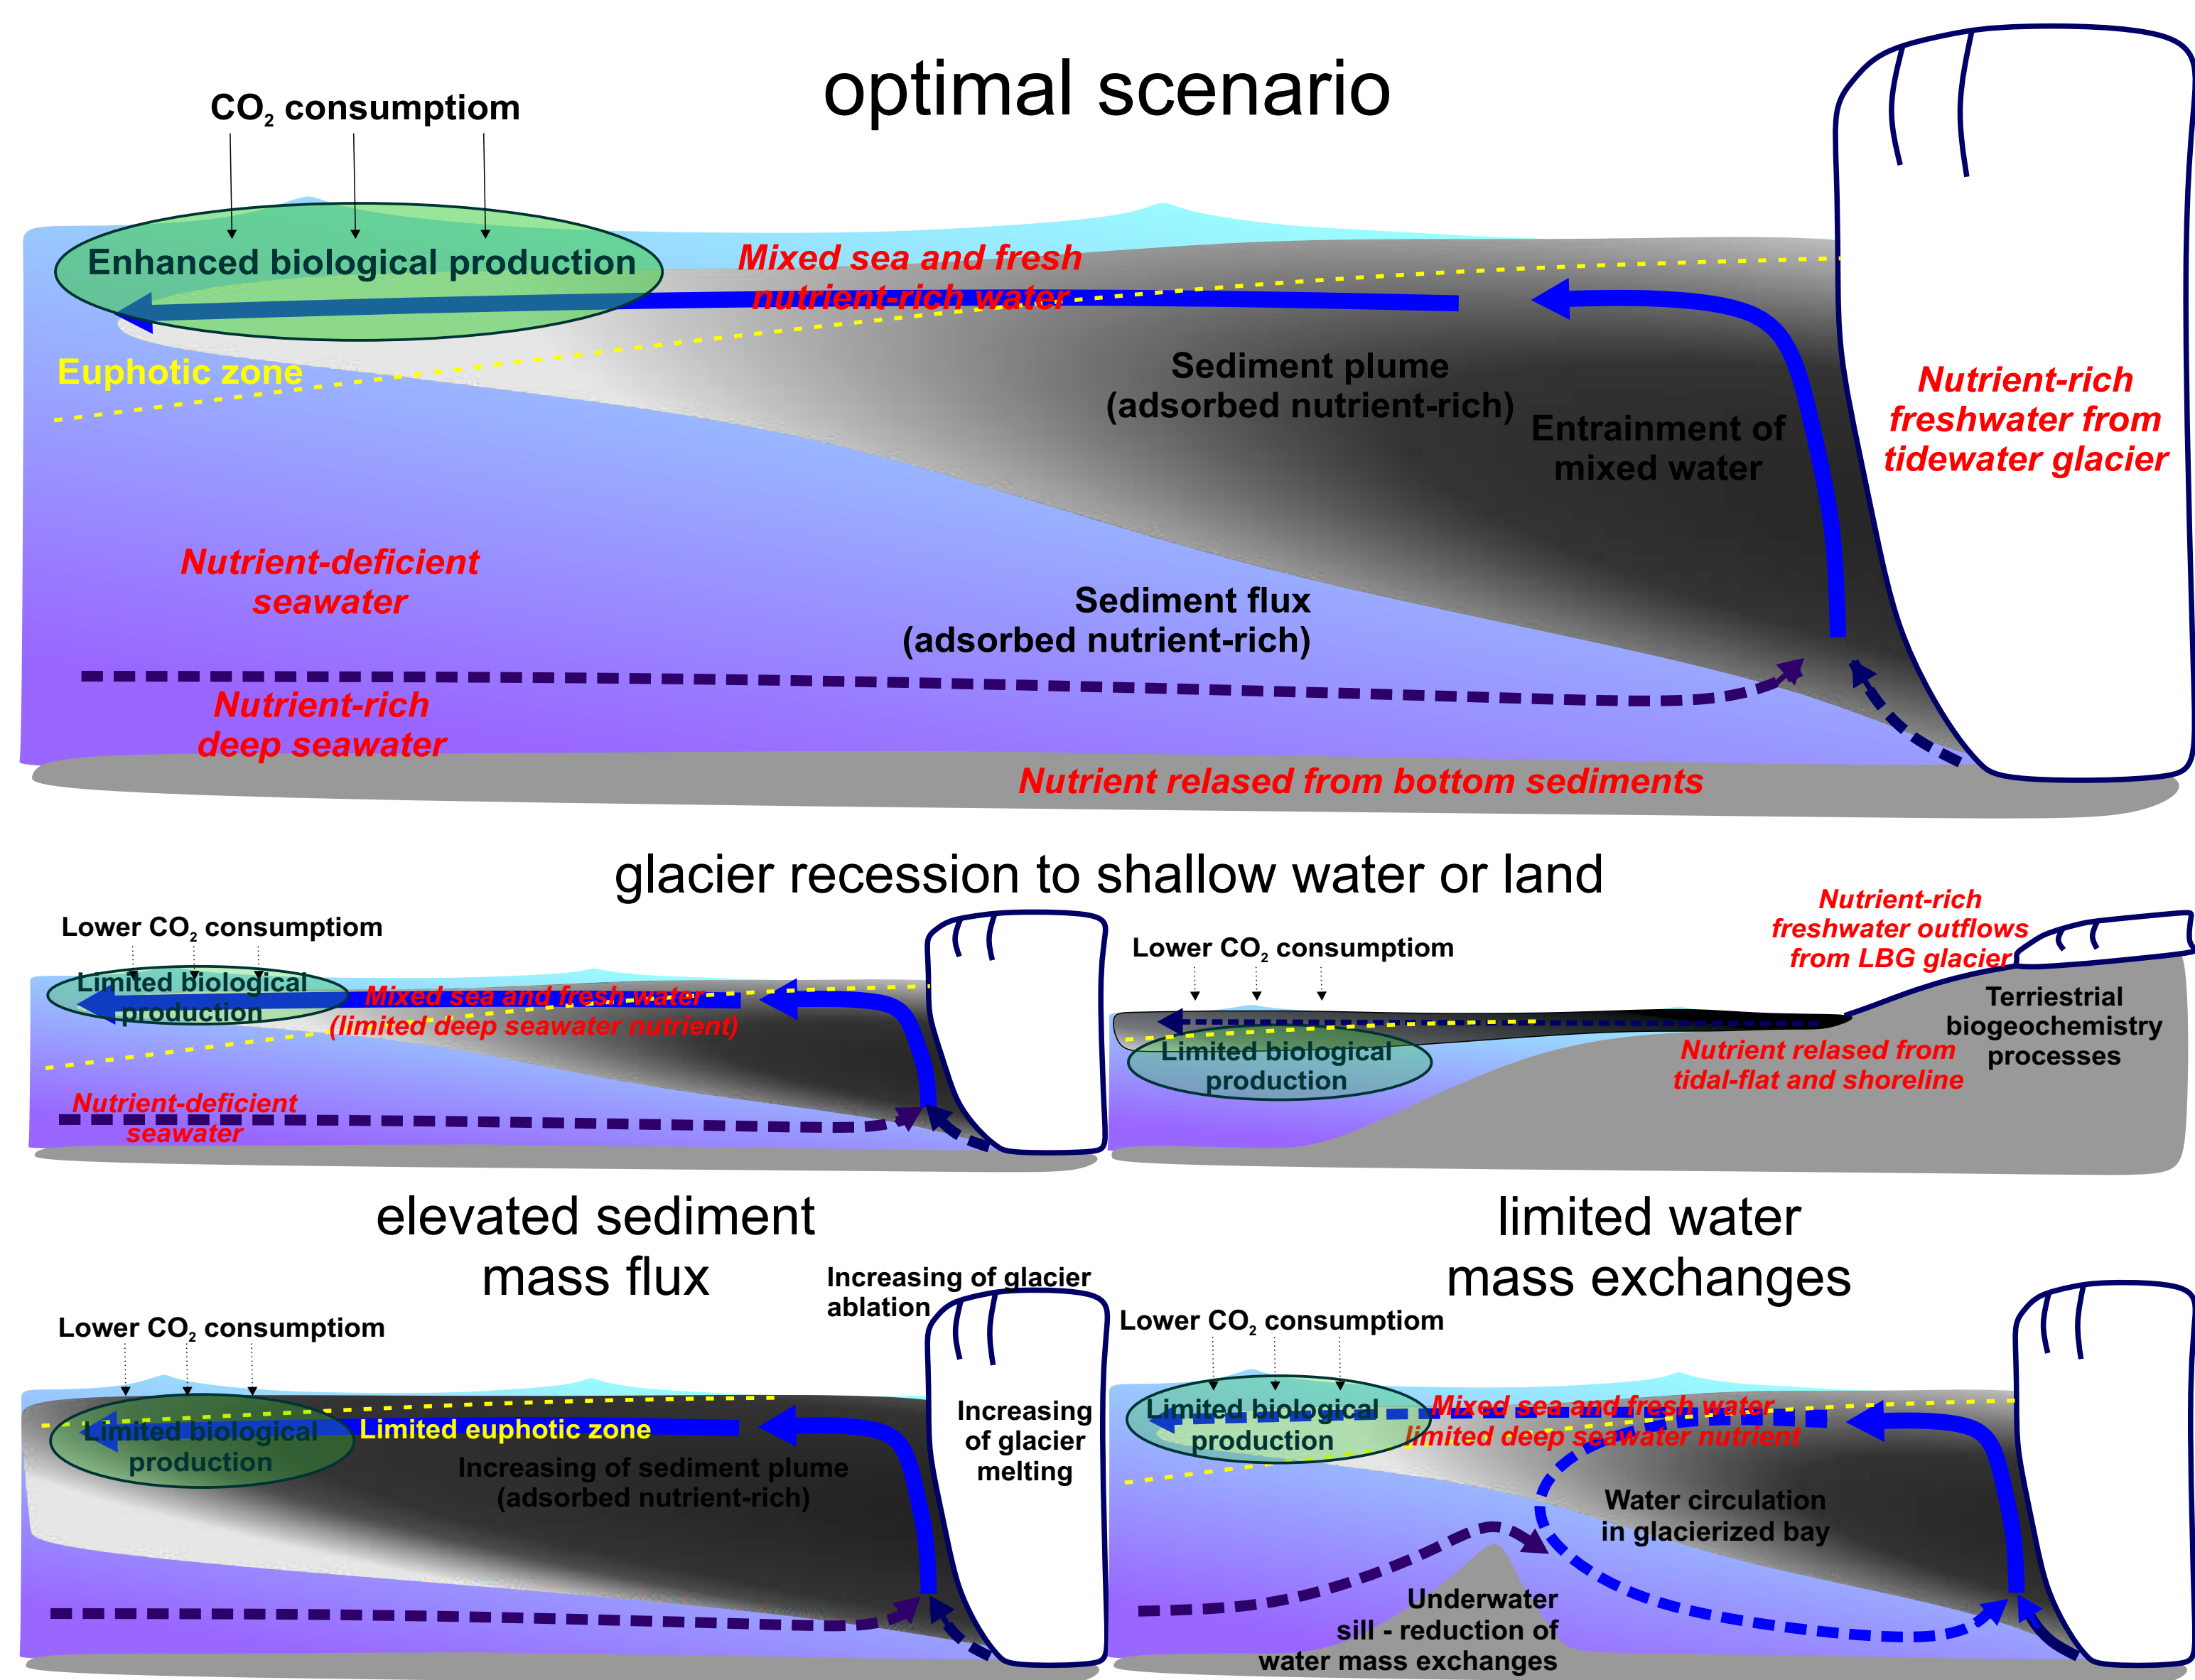 optimal scenario
CO₂ consumptiom
Enhanced biological production
Mixed sea and fresh
nutrient-rich water
Euphotic zone
Sediment plume
(adsorbed nutrient-rich)
Entrainment of
mixed water
Nutrient-rich
freshwater from
tidewater glacier
Nutrient-deficient
seawater
Sediment flux
(adsorbed nutrient-rich)
Nutrient-rich
deep seawater
Nutrient relased from bottom sediments
glacier recession to shallow water or land
Lower CO₂ consumptiom
Limited biological
production
Mixed sea and fresh water
(limited deep seawater nutrient)
Nutrient-deficient
seawater
Lower CO₂ consumptiom
Nutrient-rich
freshwater outflows
from LBG glacier
Terriestrial
biogeochemistry
processes
Limited biological
production
Nutrient relased from
tidal-flat and shoreline
elevated sediment
mass flux
Increasing of glacier
ablation
Lower CO₂ consumptiom
Limited biological
production
Limited euphotic zone
Increasing of sediment plume
(adsorbed nutrient-rich)
Increasing
of glacier
melting
limited water
mass exchanges
Lower CO₂ consumptiom
Limited biological
production
Mixed sea and fresh water
limited deep seawater nutrient
Water circulation
in glacierized bay
Underwater
sill - reduction of
water mass exchanges